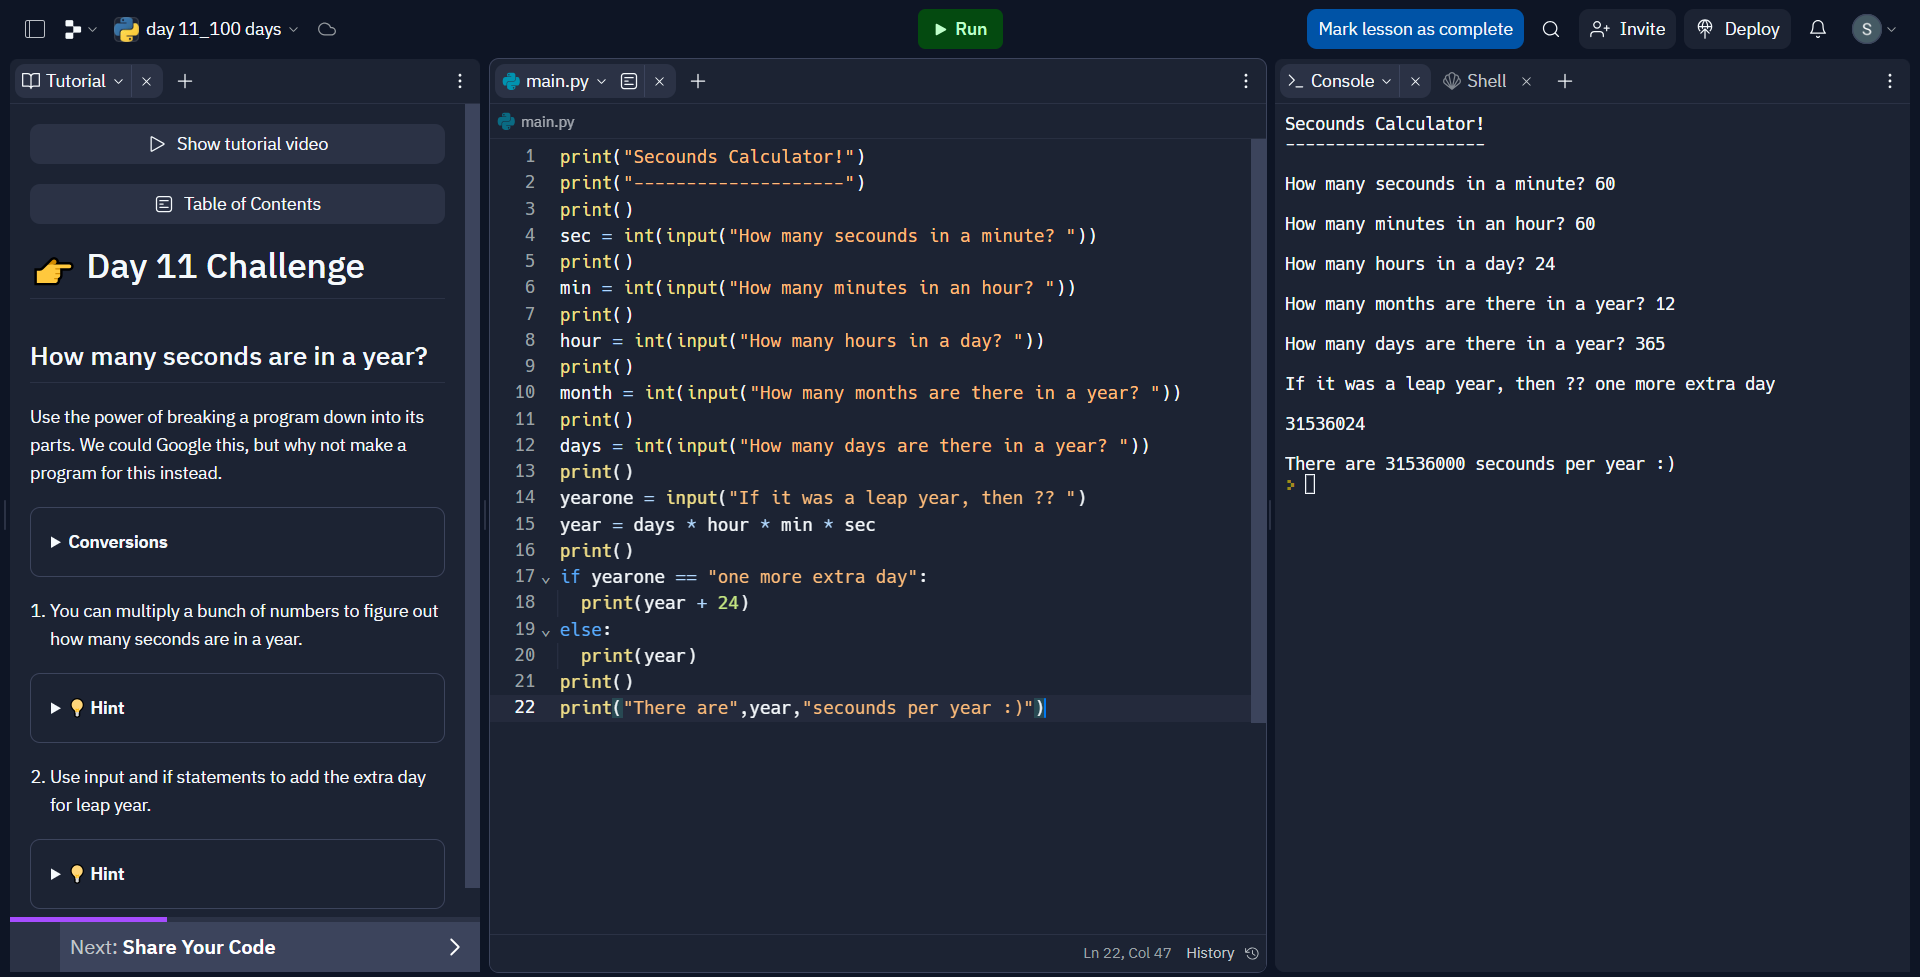 day 11_100 days
Run
Mark lesson as complete
Invite
Deploy
S
Tutorial
Show tutorial video
Table of Contents
👉 Day 11 Challenge
How many seconds are in a year?
Use the power of breaking a program down into its
parts. We could Google this, but why not make a
program for this instead.
Conversions
1. You can multiply a bunch of numbers to figure out
how many seconds are in a year.
💡 Hint
2. Use input and if statements to add the extra day
for leap year.
💡 Hint
Next: Share Your Code
main.py
main.py
1 print("Secounds Calculator!")
2 print("--------------------")
3 print()
4 sec = int(input("How many secounds in a minute? "))
5 print()
6 min = int(input("How many minutes in an hour? "))
7 print()
8 hour = int(input("How many hours in a day? "))
9 print()
10 month = int(input("How many months are there in a year? "))
11 print()
12 days = int(input("How many days are there in a year? "))
13 print()
14 yearone = input("If it was a leap year, then ?? ")
15 year = days * hour * min * sec
16 print()
17 if yearone == "one more extra day":
18   print(year + 24)
19 else:
20   print(year)
21 print()
22 print("There are",year,"secounds per year :)")
Ln 22, Col 47 History
Console
Shell
Secounds Calculator!
--------------------
How many secounds in a minute? 60
How many minutes in an hour? 60
How many hours in a day? 24
How many months are there in a year? 12
How many days are there in a year? 365
If it was a leap year, then ?? one more extra day
31536024
There are 31536000 secounds per year :)